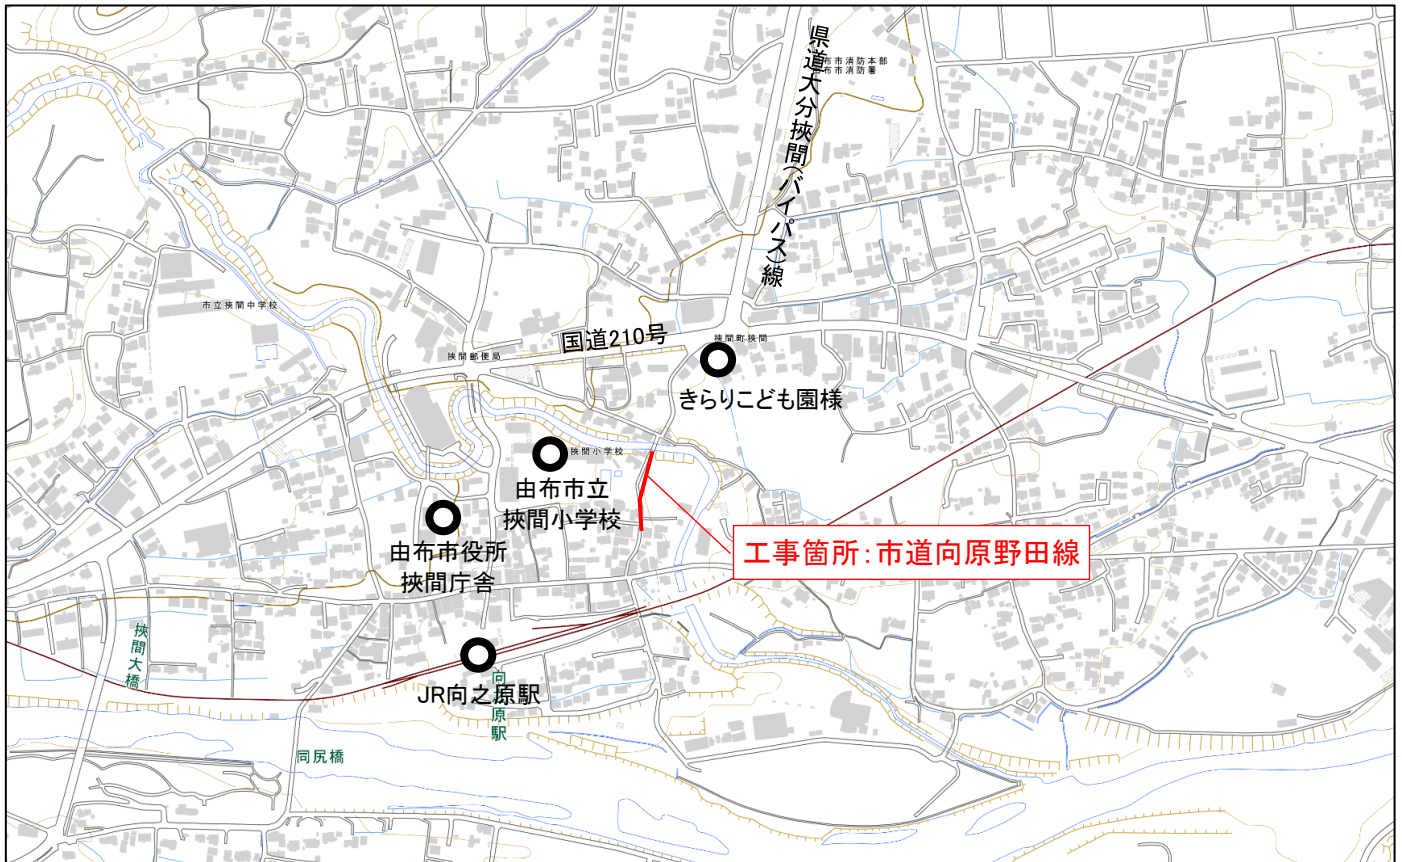 県道大分挾間(バイパス)線
布市消防本部
布市消防署
市立挾間中学校
国道210号
挾間町挾間
挾間郵便局
きらりこども園様
挾間小学校
由布市立
挾間小学校
由布市役所
挾間庁舎
工事箇所:市道向原野田線
挾間大橋
JR向之原駅
向之原駅
同尻橋